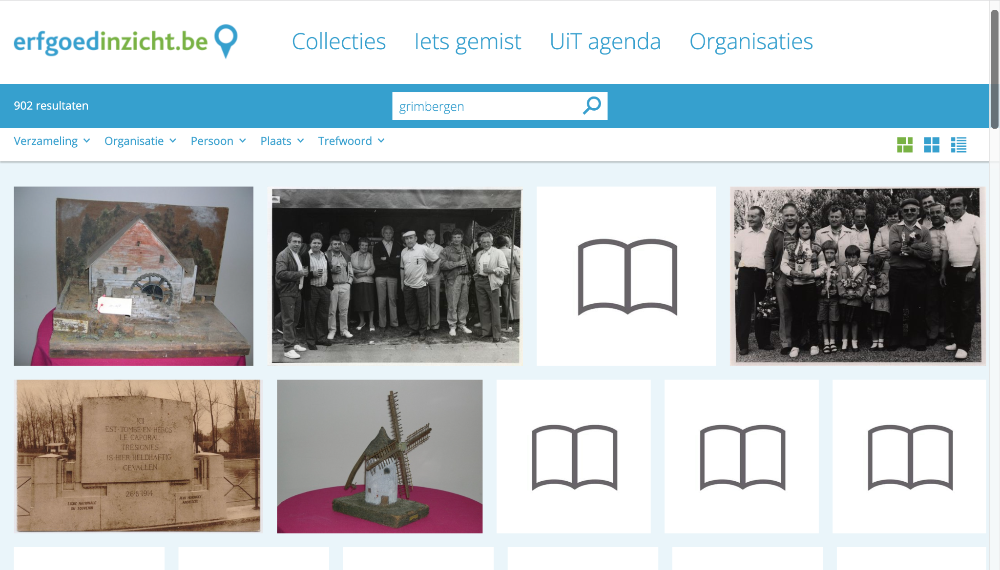 erfgoedinzicht.be
Collecties
Iets gemist
UiT agenda
Organisaties
902 resultaten
grimbergen
Verzameling
Organisatie
Persoon
Plaats
Trefwoord
ICI
EST·TOMBE·EN·HEROS
LE CAPORAL
TRÉSIGNIES
IS·HIER·HELDHAFTIG
GEVALLEN
26·8·1914
LIGUE NATIONALE
DU SOUVENIR
JEAN HENDRICKX
ARCHITECTE